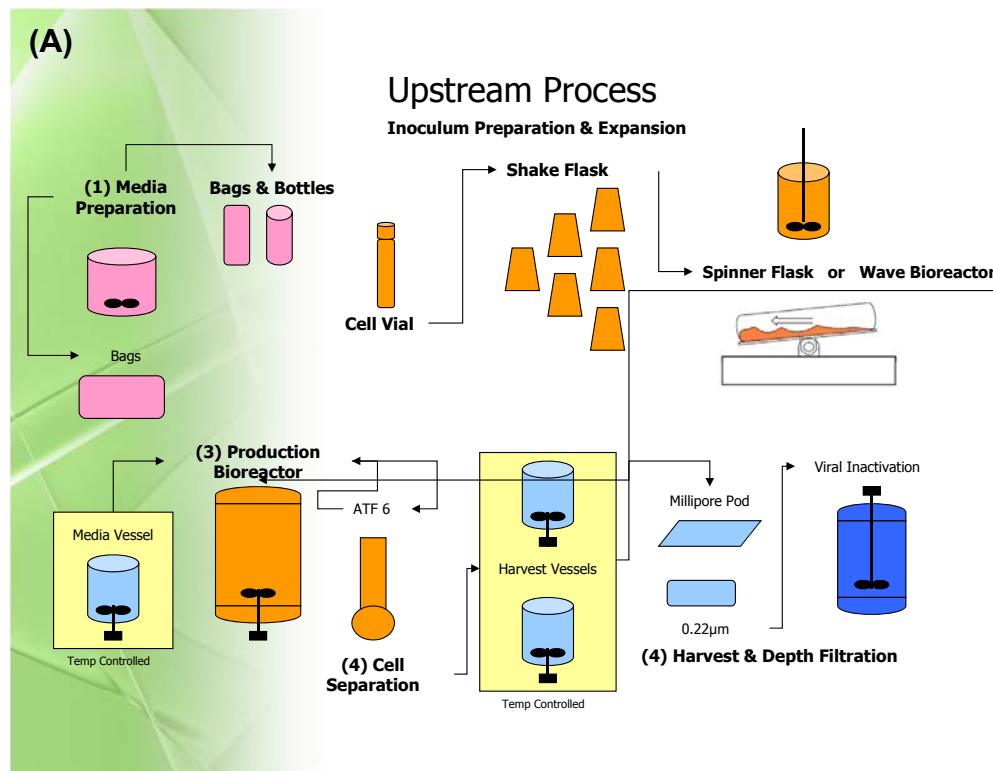 (A)
Upstream Process
Inoculum Preparation & Expansion
(1) Media
Preparation
Bags & Bottles
Shake Flask
Cell Vial
Spinner Flask or Wave Bioreactor
Bags
(3) Production
Bioreactor
ATF 6
Media Vessel
Temp Controlled
(4) Cell
Separation
Harvest Vessels
Temp Controlled
Millipore Pod
0.22µm
(4) Harvest & Depth Filtration
Viral Inactivation